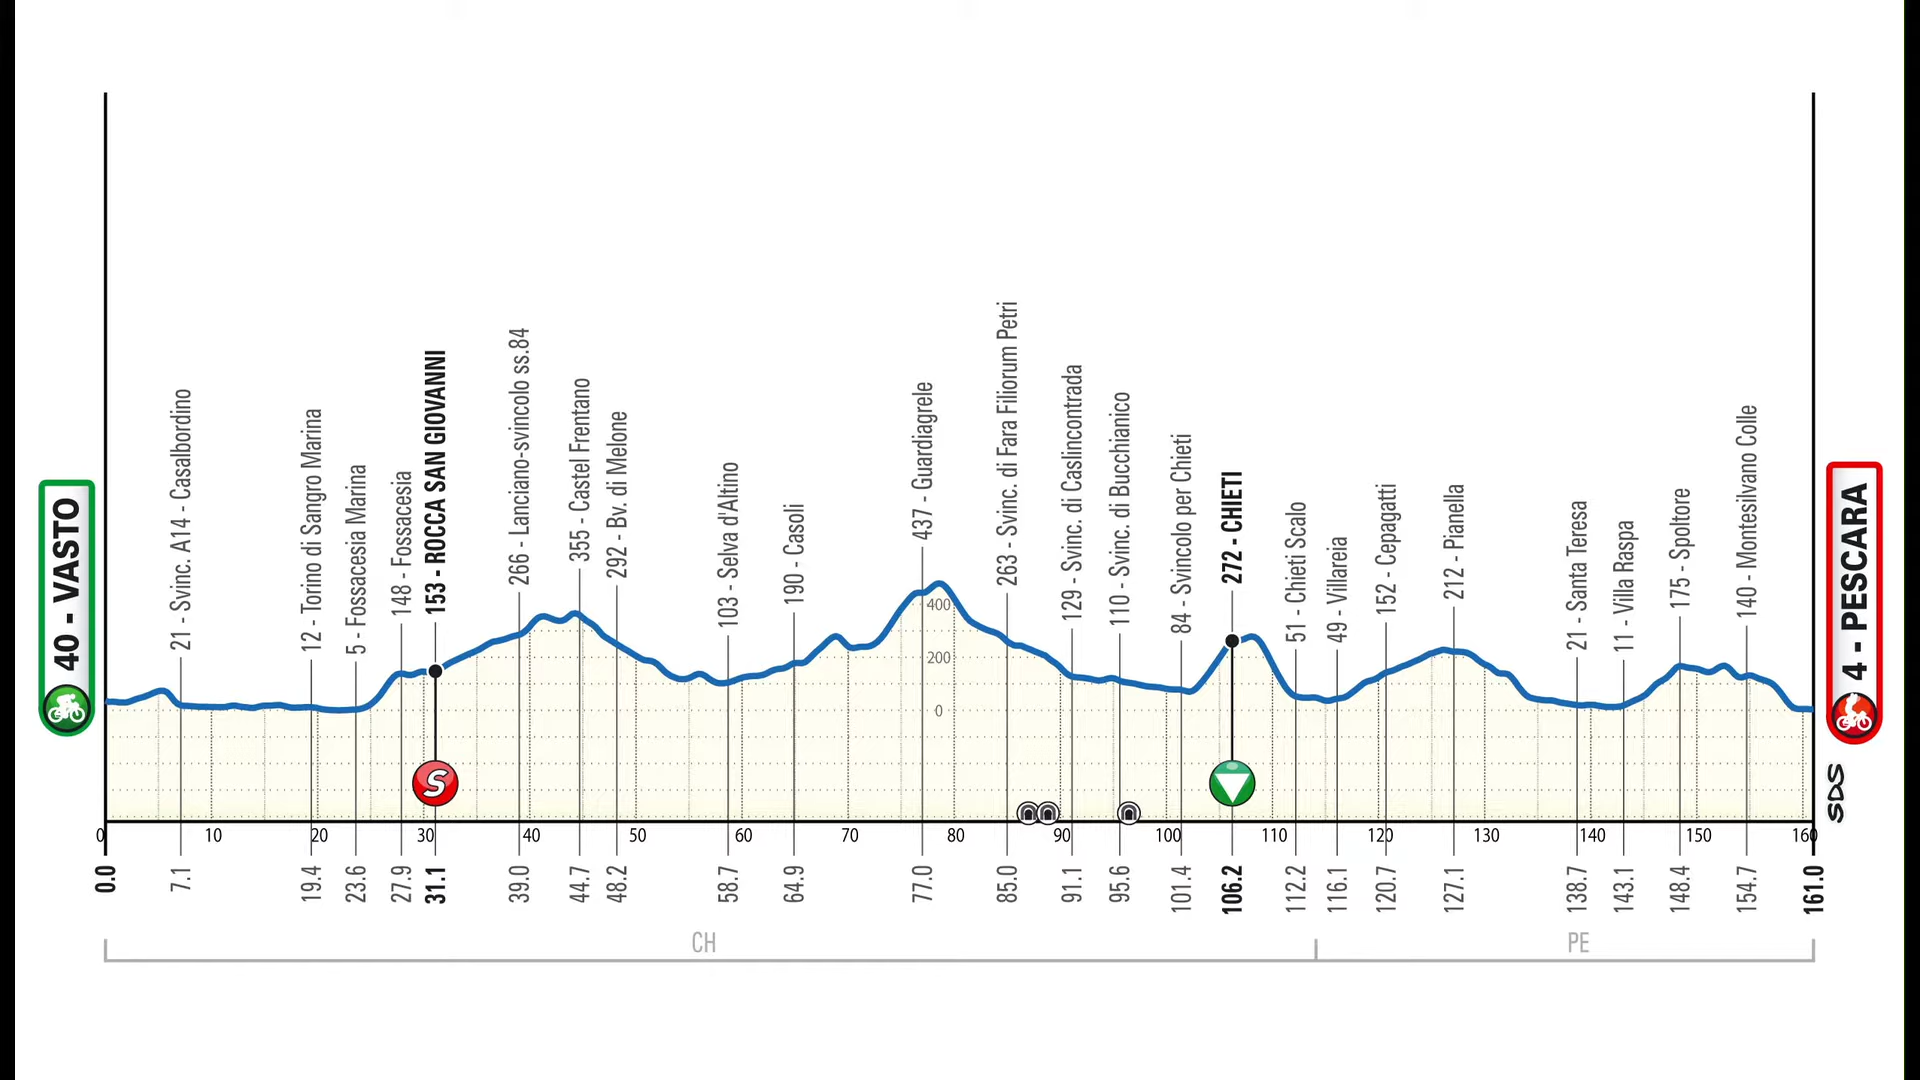 40 - VASTO
21 - Svinc. A14 - Casalbordino
12 - Torino di Sangro Marina
5 - Fossacesia Marina
148 - Fossacesia
153 - ROCCA SAN GIOVANNI
266 - Lanciano-svincolo ss.84
355 - Castel Frentano
292 - Bv. di Melone
103 - Selva d'Altino
190 - Casoli
437 - Guardiagrele
263 - Svinc. di Fara Filiorum Petri
129 - Svinc. di Caslincontrada
110 - Svinc. di Bucchianico
84 - Svincolo per Chieti
272 - CHIETI
51 - Chieti Scalo
49 - Villareia
152 - Cepagatti
212 - Pianella
21 - Santa Teresa
11 - Villa Raspa
175 - Spoltore
140 - Montesilvano Colle
4 - PESCARA
400
200
0
S
SDS
0 10 20 30 40 50 60 70 80 90 100 110 120 130 140 150 160
0.0 7.1 19.4 23.6 27.9 31.1 39.0 44.7 48.2 58.7 64.9 77.0 85.0 91.1 95.6 101.4 106.2 112.2 116.1 120.7 127.1 138.7 143.1 148.4 154.7 161.0
CH PE